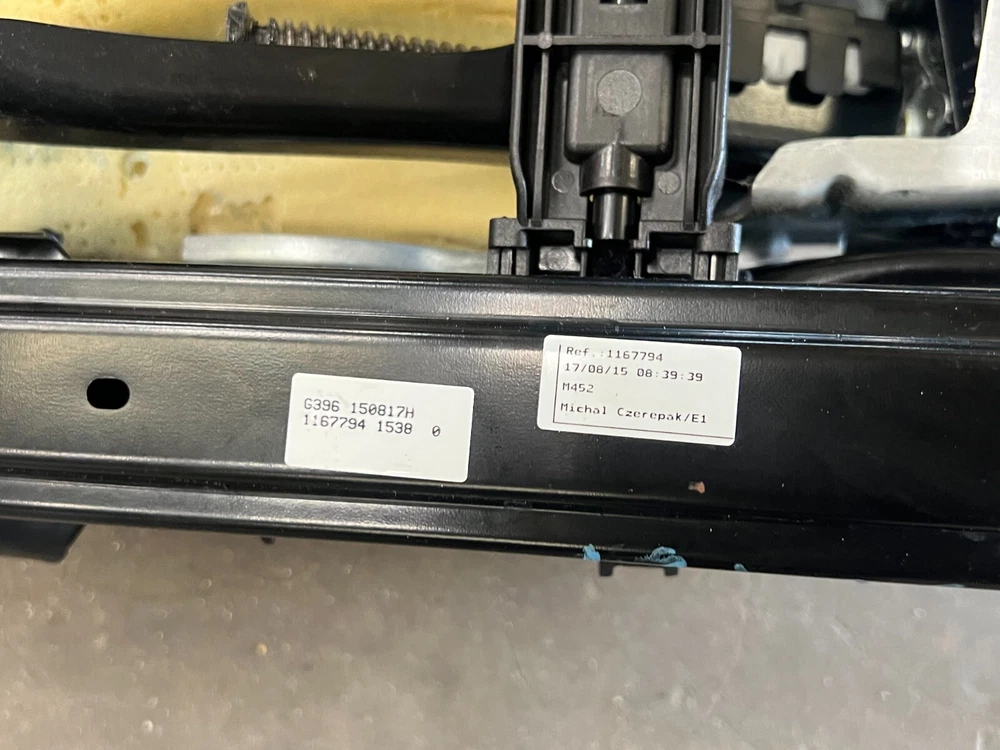 G396 150817H
1167794 1538 0
Ref.:1167794
17/08/15 08:39:39
M452
Michal Czerepak/E1